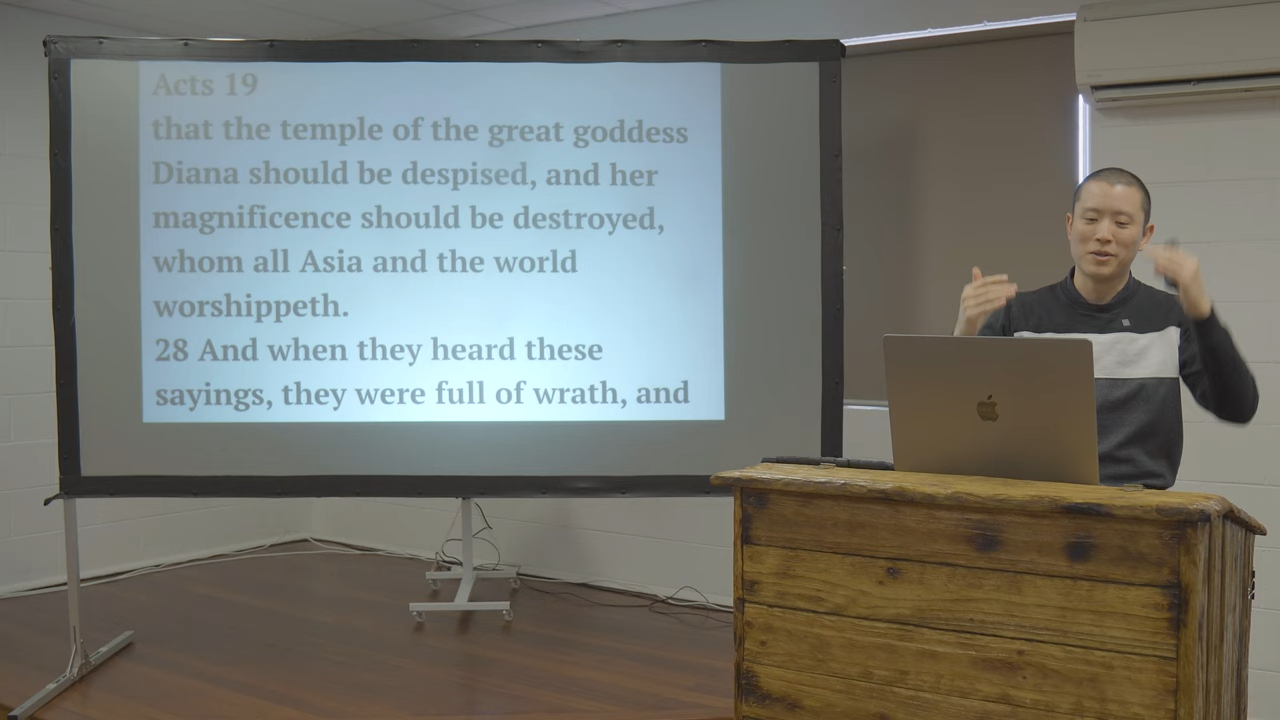 Acts 19
that the temple of the great goddess
Diana should be despised, and her
magnificence should be destroyed,
whom all Asia and the world
worshippeth.
28 And when they heard these
sayings, they were full of wrath, and